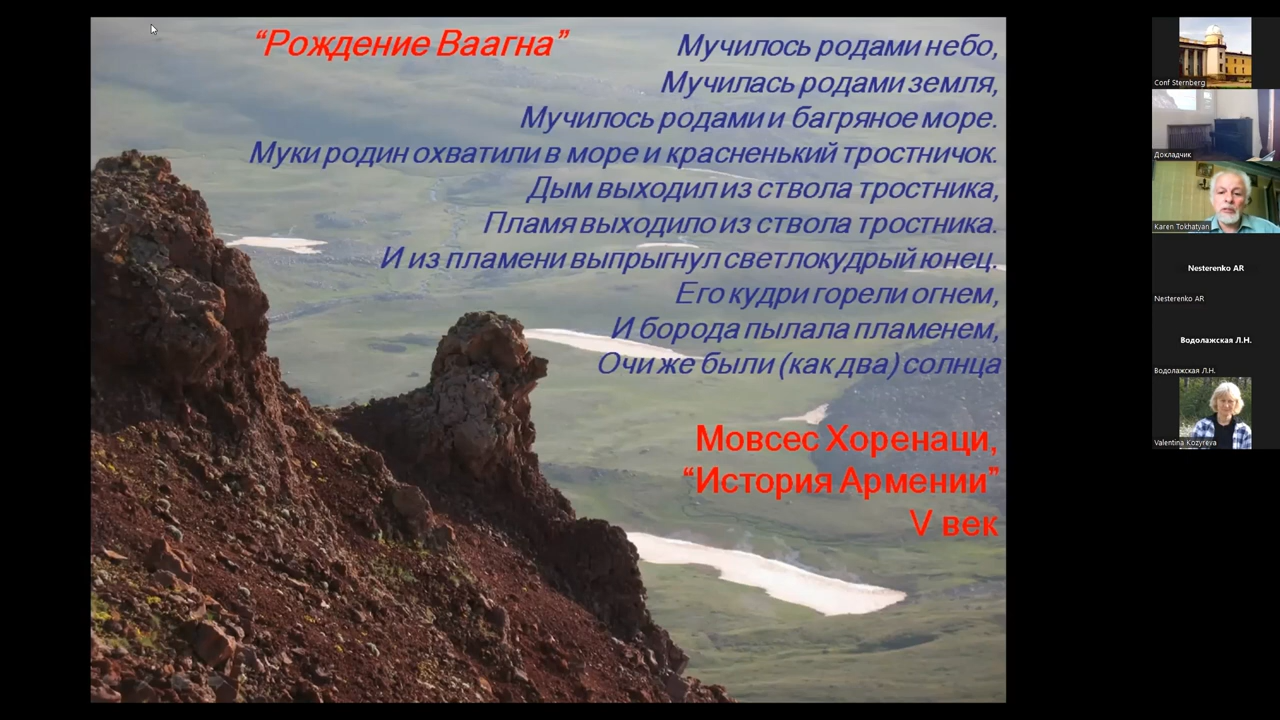 “Рождение Ваагна”
Мучилось родами небо,
Мучилась родами земля,
Мучилось родами и багряное море.
Муки родин охватили в море и красненький тростничок.
Дым выходил из ствола тростника,
Пламя выходило из ствола тростника.
И из пламени выпрыгнул светлокудрый юнец.
Его кудри горели огнем,
И борода пылала пламенем,
Очи же были (как два) солнца
Мовсес Хоренаци,
“История Армении”
V век
Conf Sternberg
Докладчик
Karen Tokhatyan
Nesterenko AR
Nesterenko AR
Водолажская Л.Н.
Водолажская Л.Н.
Valentina Kozyreva